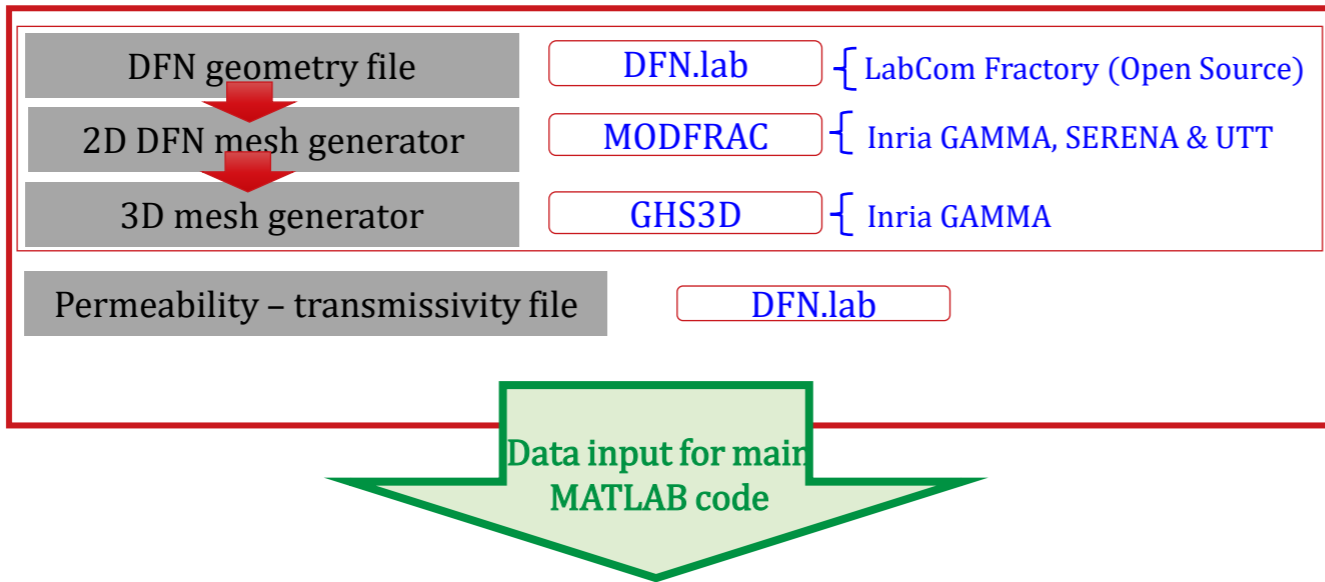 DFN geometry file DFN.lab LabCom Fractory (Open Source)
2D DFN mesh generator MODFRAC Inria GAMMA, SERENA & UTT
3D mesh generator GHS3D Inria GAMMA
Permeability – transmissivity file DFN.lab
Data input for main
MATLAB code